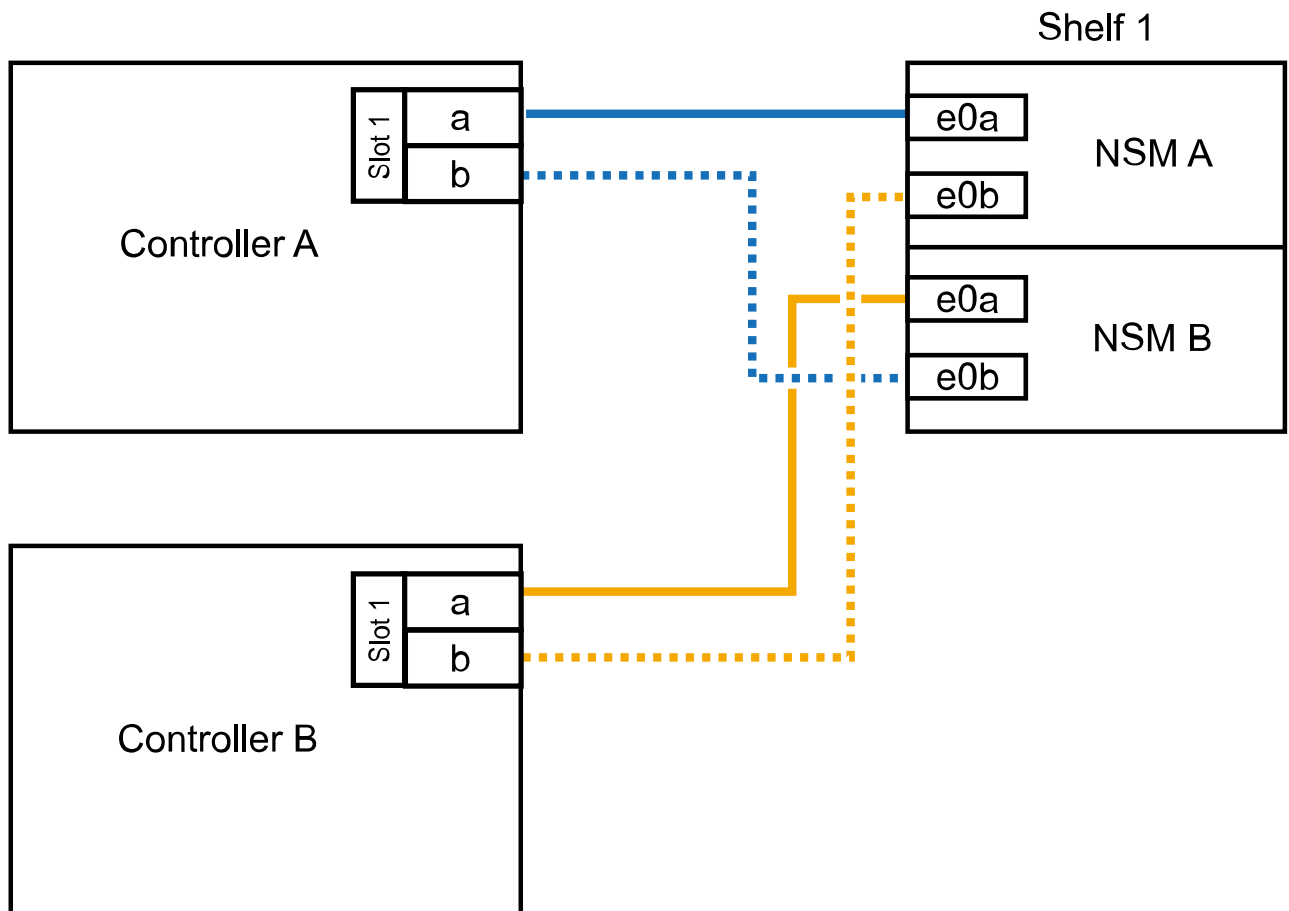 Shelf 1
Slot 1
a
b
Controller A
e0a
e0b
NSM A
e0a
e0b
NSM B
Slot 1
a
b
Controller B